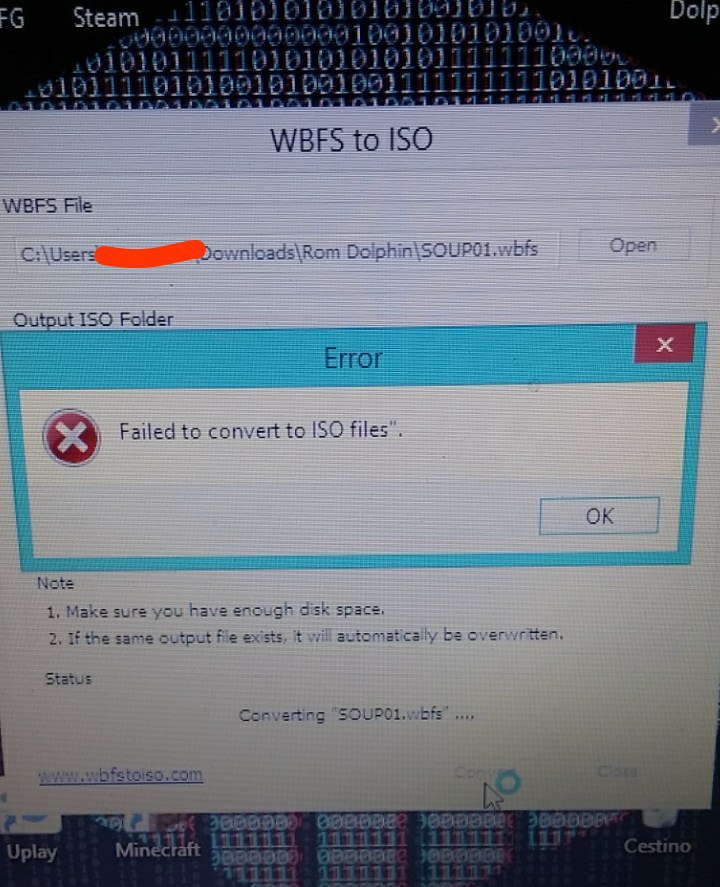 FG Steam Dolp
WBFS to ISO
WBFS File
C:\Users \Downloads\Rom Dolphin\SOUP01.wbfs
Open
Output ISO Folder
Error
Failed to convert to ISO files".
OK
Note
1. Make sure you have enough disk space.
2. If the same output file exists, it will automatically be overwritten.
Status
Converting "SOUP01.wbfs" ....
www.wbfstoiso.com
Close
Uplay Minecraft Cestino